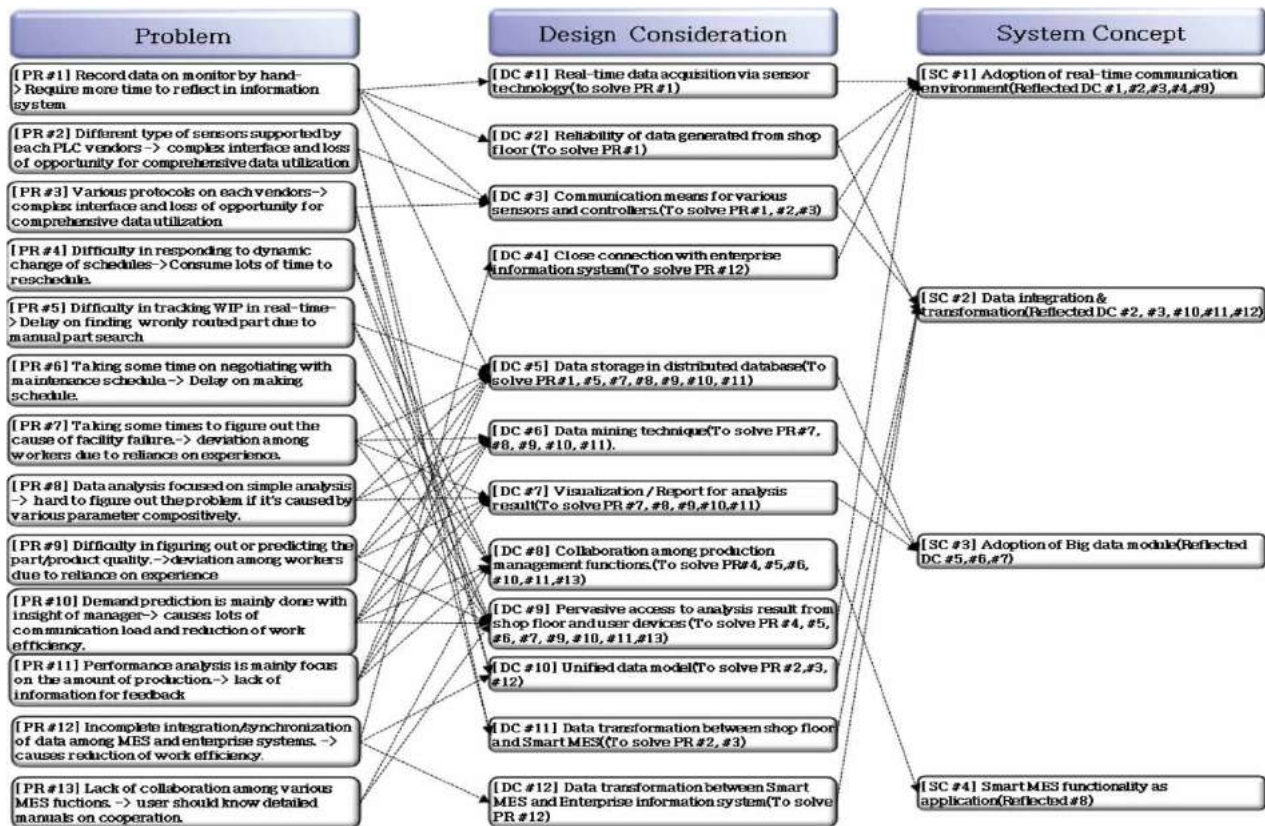 Problem
[PR #1] Record data on monitor by hand-
> Require more time to reflect in information
system
[PR #2] Different type of sensors supported by
each PLC vendors -> complex interface and loss
of opportunity for comprehensive data utilization
[PR #3] Various protocols on each vendors->
complex interface and loss of opportunity for
comprehensive data utilization
[PR #4] Difficulty in responding to dynamic
change of schedules->Consume lots of time to
reschedule.
[PR #5] Difficulty in tracking WIP in real-time-
> Delay on finding wronly routed part due to
manual part search
[PR #6] Taking some time on negotiating with
maintenance schedule.-> Delay on making
schedule.
[PR #7] Taking some times to figure out the
cause of facility failure.-> deviation among
workers due to reliance on experience.
[PR #8] Data analysis focused on simple analysis
-> hard to figure out the problem if it's caused by
various parameter compositively.
[PR #9] Difficulty in figuring out or predicting the
part/product quality.->deviation among workers
due to reliance on experience
[PR #10] Demand prediction is mainly done with
insight of manager-> causes lots of
communication load and reduction of work
efficiency.
[PR #11] Performance analysis is mainly focus
on the amount of production.-> lack of
information for feedback
[PR #12] Incomplete integration/synchronization
of data among MES and enterprise systems. ->
causes reduction of work efficiency.
[PR #13] Lack of collaboration among various
MES fuctions. -> user should know detailed
manuals on cooperation.
Design Consideration
[DC #1] Real-time data acquisition via sensor
technology(to solve PR #1)
[DC #2] Reliability of data generated from shop
floor (To solve PR#1)
[DC #3] Communication means for various
sensors and controllers.(To solve PR#1, #2,#3)
[DC #4] Close connection with enterprise
information system(To solve PR #12)
[DC #5] Data storage in distributed database(To
solve PR#1, #5, #7, #8, #9, #10, #11)
[DC #6] Data mining technique(To solve PR#7,
#8, #9, #10, #11).
[DC #7] Visualization / Report for analysis
result(To solve PR #7, #8, #9,#10,#11)
[DC #8] Collaboration among production
management functions.(To solve PR#4, #5,#6,
#10,#11,#13)
[DC #9] Pervasive access to analysis result from
shop floor and user devices (To solve PR #4, #5,
#6, #7, #9, #10, #11,#13)
[DC #10] Unified data model(To solve PR #2,#3,
#12)
[DC #11] Data transformation between shop floor
and Smart MES((To solve PR #2, #3)
[DC #12] Data transformation between Smart
MES and Enterprise information system(To solve
PR #12)
System Concept
[SC #1] Adoption of real-time communication
environment(Reflected DC #1,#2,#3,#4,#9)
[SC #2] Data integration &
transformation(Reflected DC #2, #3, #10,#11,#12)
[SC #3] Adoption of Big data module(Reflected
DC #5,#6,#7)
[SC #4] Smart MES functionality as
application(Reflected #8)